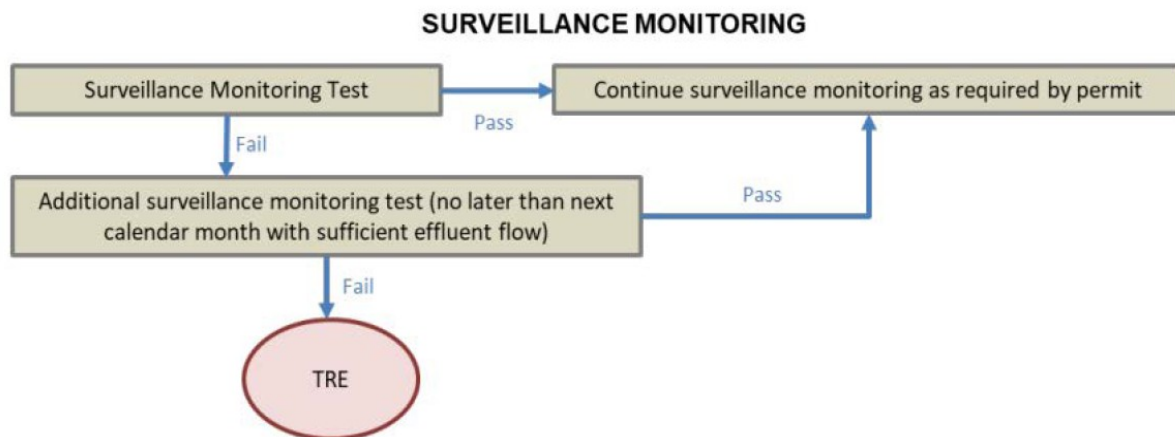 SURVEILLANCE MONITORING
Surveillance Monitoring Test
Pass
Continue surveillance monitoring as required by permit
Fail
Additional surveillance monitoring test (no later than next
calendar month with sufficient effluent flow)
Pass
Fail
TRE